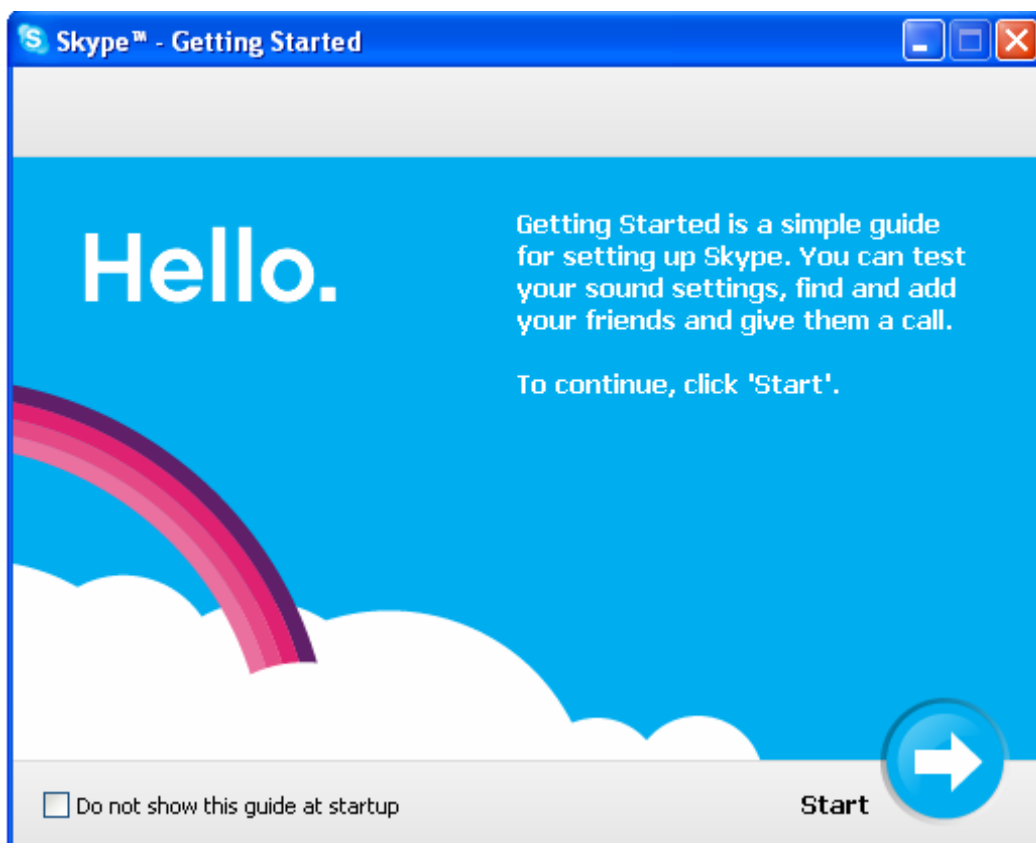 Skype™ - Getting Started
Hello.
Getting Started is a simple guide
for setting up Skype. You can test
your sound settings, find and add
your friends and give them a call.
To continue, click 'Start'.
Do not show this guide at startup
Start